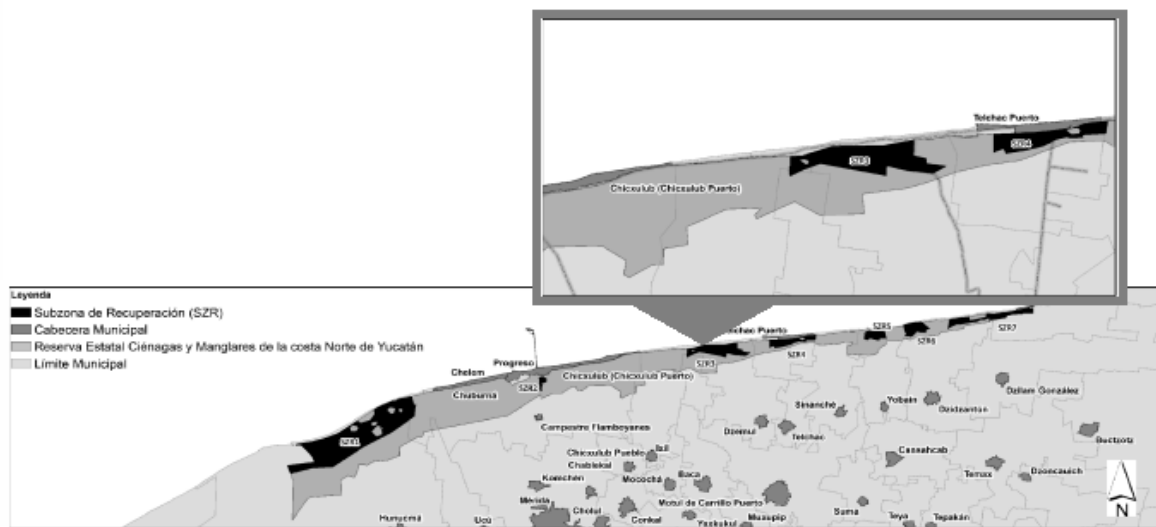 Telchac Puerto
SZR3
SZR4
Chicxulub (Chicxulub Puerto)
Leyenda
Subzona de Recuperación (SZR)
Cabecera Municipal
Reserva Estatal Ciénagas y Manglares de la costa Norte de Yucatán
Límite Municipal
Telchac Puerto
SZR5
SZR7
SZR6
SZR4
SZR3
Progreso
Chelem
Chicxulub (Chicxulub Puerto)
SZR2
Chuburná
SZR1
Dzilam González
Yobain
Dzidzantún
Sinanché
Campestre Flamboyanes
Dzemul
Telchac
Buctzotz
Ixil
Chicxulub Pueblo
Cansahcab
Chablekal
Temax
Dzoncauich
Komchén
Mocochá
Baca
Mérida
Motul de Carrillo Puerto
Suma
Cholul
Conkal
Muxupip
Teya
Hunucmá
Ucú
Yaxkukul
Tepakán
N